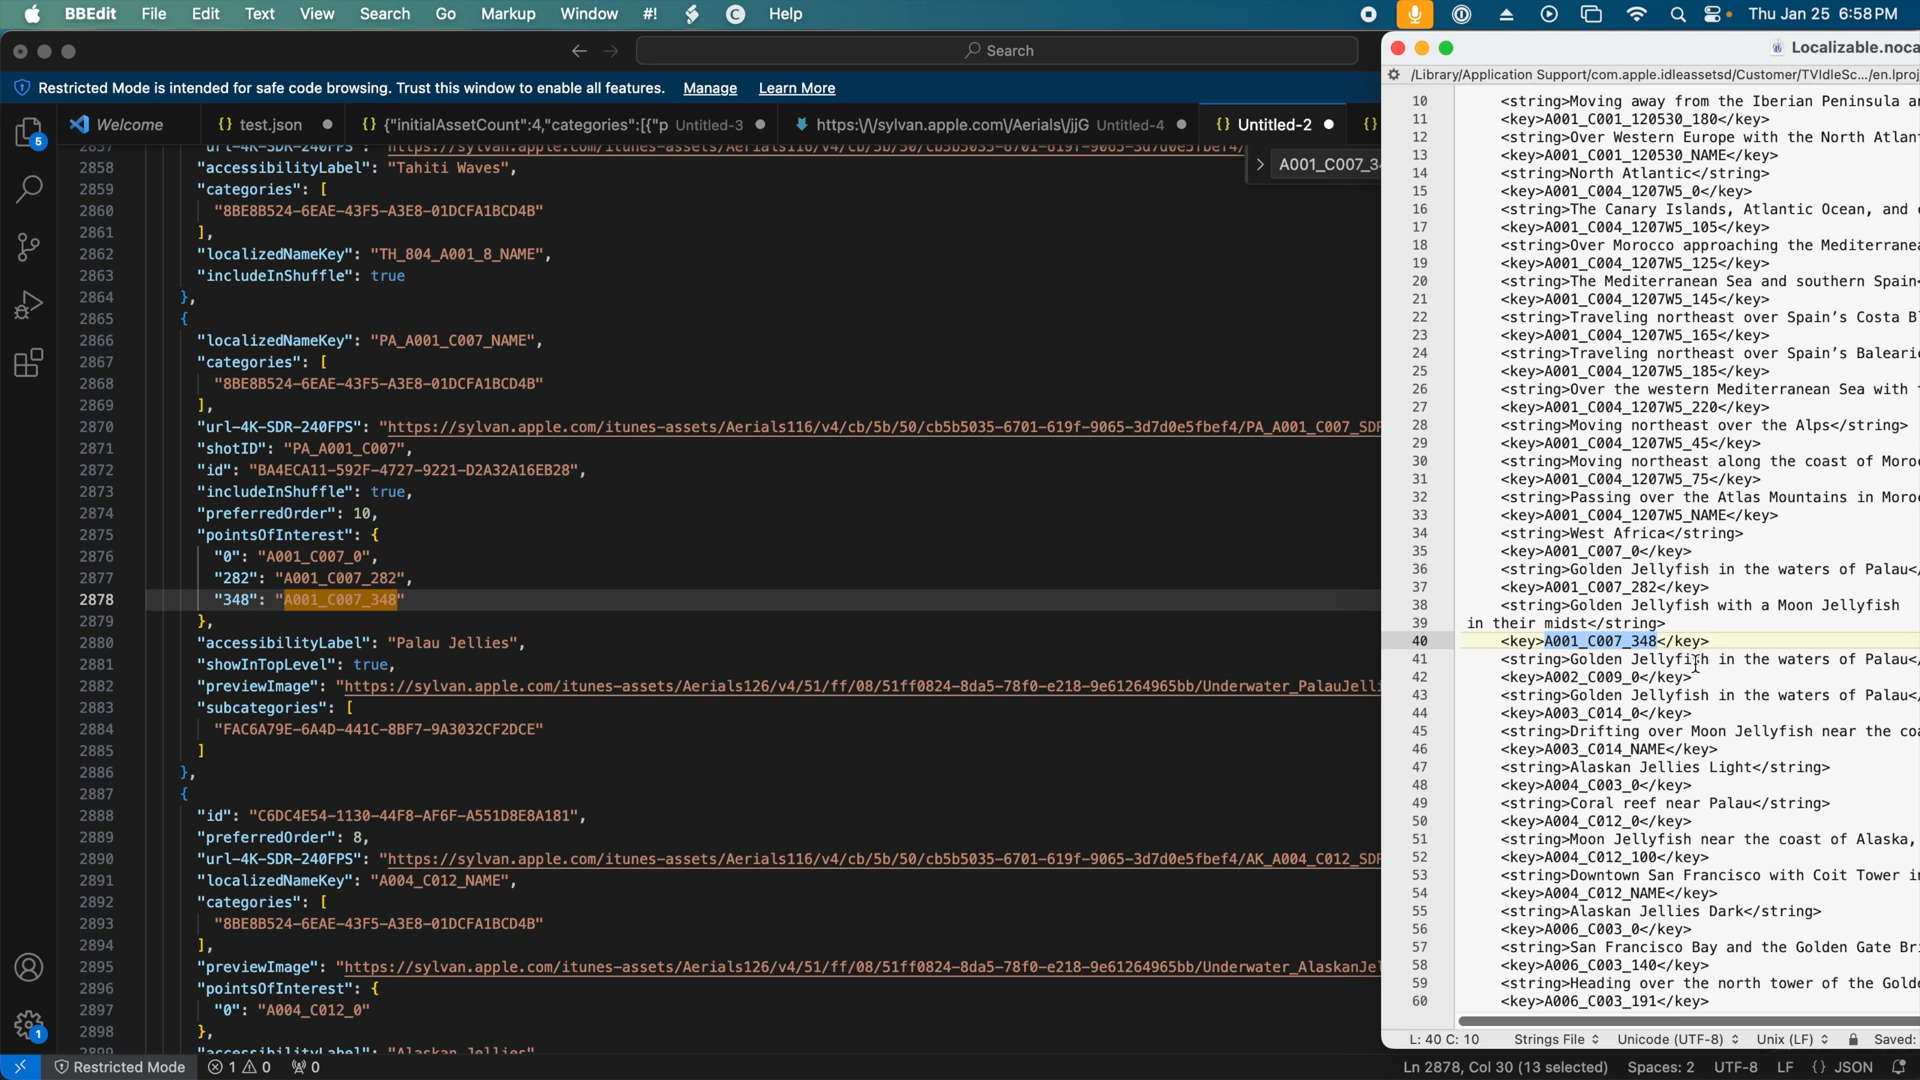 BBEdit File Edit Text View Search Go Markup Window #! Help Thu Jan 25 6:58 PM
Search
Restricted Mode is intended for safe code browsing. Trust this window to enable all features. Manage Learn More
Welcome {} test.json {} {"initialAssetCount":4,"categories":[{"p Untitled-3 https:\/\/sylvan.apple.com\/Aerials\/jjG Untitled-4 {} Untitled-2 {}
A001_C007_34
2858 "accessibilityLabel": "Tahiti Waves",
2859 "categories": [
2860 "8BE8B524-6EAE-43F5-A3E8-01DCFA1BCD4B"
2861 ],
2862 "localizedNameKey": "TH_804_A001_8_NAME",
2863 "includeInShuffle": true
2864 },
2865 {
2866 "localizedNameKey": "PA_A001_C007_NAME",
2867 "categories": [
2868 "8BE8B524-6EAE-43F5-A3E8-01DCFA1BCD4B"
2869 ],
2870 "url-4K-SDR-240FPS": "https://sylvan.apple.com/itunes-assets/Aerials116/v4/cb/5b/50/cb5b5035-6701-619f-9065-3d7d0e5fbef4/PA_A001_C007_SDR
2871 "shotID": "PA_A001_C007",
2872 "id": "BA4ECA11-592F-4727-9221-D2A32A16EB28",
2873 "includeInShuffle": true,
2874 "preferredOrder": 10,
2875 "pointsOfInterest": {
2876 "0": "A001_C007_0",
2877 "282": "A001_C007_282",
2878 "348": "A001_C007_348"
2879 },
2880 "accessibilityLabel": "Palau Jellies",
2881 "showInTopLevel": true,
2882 "previewImage": "https://sylvan.apple.com/itunes-assets/Aerials126/v4/51/ff/08/51ff0824-8da5-78f0-e218-9e61264965bb/Underwater_PalauJelli
2883 "subcategories": [
2884 "FAC6A79E-6A4D-441C-8BF7-9A3032CF2DCE"
2885 ]
2886 },
2887 {
2888 "id": "C6DC4E54-1130-44F8-AF6F-A551D8E8A181",
2889 "preferredOrder": 8,
2890 "url-4K-SDR-240FPS": "https://sylvan.apple.com/itunes-assets/Aerials116/v4/cb/5b/50/cb5b5035-6701-619f-9065-3d7d0e5fbef4/AK_A004_C012_SDR
2891 "localizedNameKey": "A004_C012_NAME",
2892 "categories": [
2893 "8BE8B524-6EAE-43F5-A3E8-01DCFA1BCD4B"
2894 ],
2895 "previewImage": "https://sylvan.apple.com/itunes-assets/Aerials126/v4/51/ff/08/51ff0824-8da5-78f0-e218-9e61264965bb/Underwater_AlaskanJel
2896 "pointsOfInterest": {
2897 "0": "A004_C012_0"
2898 },
2899 "accessibilityLabel": "Alaskan Jellies"
Restricted Mode 1 0 0 Ln 2878, Col 30 (13 selected) Spaces: 2 UTF-8 LF {} JSON
Localizable.noca
/Library/Application Support/com.apple.idleassetsd/Customer/TVIdleSc.../en.lproj
10 <string>Moving away from the Iberian Peninsula an
11 <key>A001_C001_120530_180</key>
12 <string>Over Western Europe with the North Atlant
13 <key>A001_C001_120530_NAME</key>
14 <string>North Atlantic</string>
15 <key>A001_C004_1207W5_0</key>
16 <string>The Canary Islands, Atlantic Ocean, and
17 <key>A001_C004_1207W5_105</key>
18 <string>Over Morocco approaching the Mediterranea
19 <key>A001_C004_1207W5_125</key>
20 <string>The Mediterranean Sea and southern Spain<
21 <key>A001_C004_1207W5_145</key>
22 <string>Traveling northeast over Spain’s Costa B
23 <key>A001_C004_1207W5_165</key>
24 <string>Traveling northeast over Spain’s Baleari
25 <key>A001_C004_1207W5_185</key>
26 <string>Over the western Mediterranean Sea with
27 <key>A001_C004_1207W5_220</key>
28 <string>Moving northeast over the Alps</string>
29 <key>A001_C004_1207W5_45</key>
30 <string>Moving northeast along the coast of Moroc
31 <key>A001_C004_1207W5_75</key>
32 <string>Passing over the Atlas Mountains in Moroc
33 <key>A001_C004_1207W5_NAME</key>
34 <string>West Africa</string>
35 <key>A001_C007_0</key>
36 <string>Golden Jellyfish in the waters of Palau</
37 <key>A001_C007_282</key>
38 <string>Golden Jellyfish with a Moon Jellyfish
39 in their midst</string>
40 <key>A001_C007_348</key>
41 <string>Golden Jellyfish in the waters of Palau</
42 <key>A002_C009_0</key>
43 <string>Golden Jellyfish in the waters of Palau</
44 <key>A003_C014_0</key>
45 <string>Drifting over Moon Jellyfish near the coa
46 <key>A003_C014_NAME</key>
47 <string>Alaskan Jellies Light</string>
48 <key>A004_C003_0</key>
49 <string>Coral reef near Palau</string>
50 <key>A004_C012_0</key>
51 <string>Moon Jellyfish near the coast of Alaska,
52 <key>A004_C012_100</key>
53 <string>Downtown San Francisco with Coit Tower in
54 <key>A004_C012_NAME</key>
55 <string>Alaskan Jellies Dark</string>
56 <key>A006_C003_0</key>
57 <string>San Francisco Bay and the Golden Gate Bri
58 <key>A006_C003_140</key>
59 <string>Heading over the north tower of the Golde
60 <key>A006_C003_191</key>
L: 40 C: 10 Strings File Unicode (UTF-8) Unix (LF) Saved: